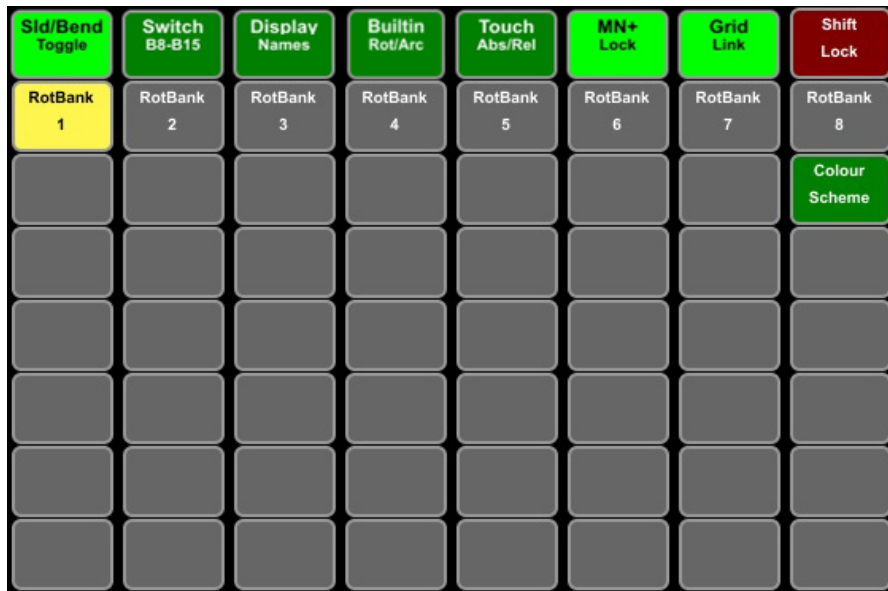 Sld/Bend Switch Display Builtin Touch MN+ Grid Shift
Toggle B8-B15 Names Rot/Arc Abs/Rel Lock Link Lock
RotBank RotBank RotBank RotBank RotBank RotBank RotBank RotBank
1 2 3 4 5 6 7 8
Colour
Scheme